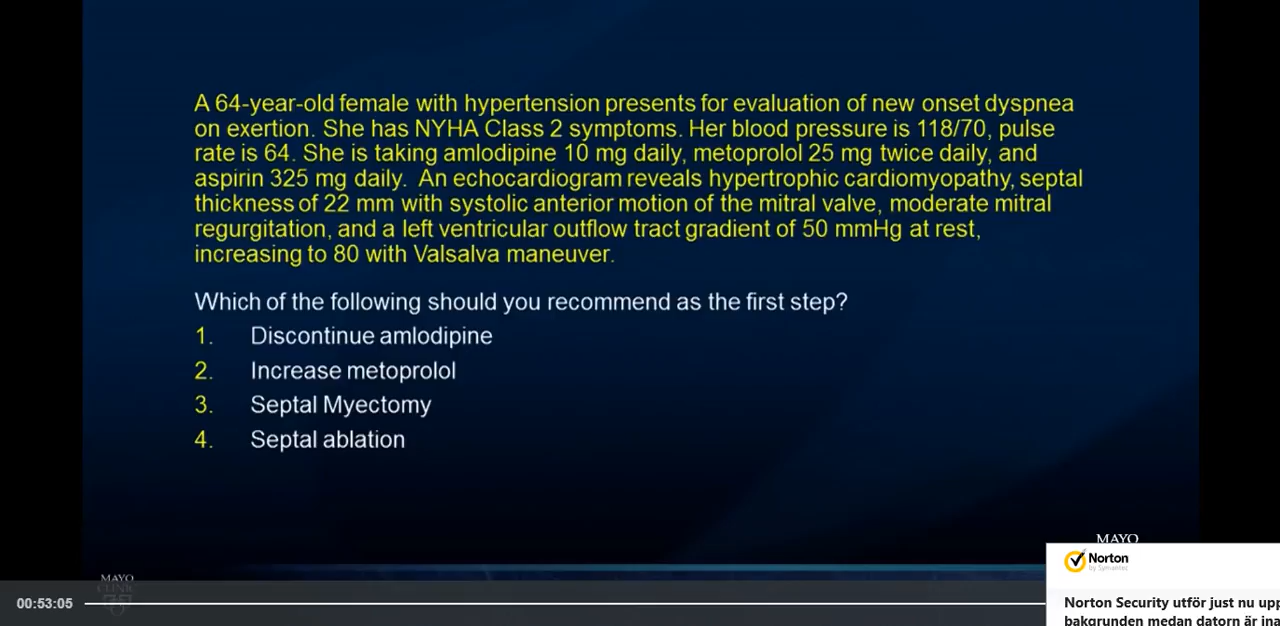 A 64-year-old female with hypertension presents for evaluation of new onset dyspnea
on exertion. She has NYHA Class 2 symptoms. Her blood pressure is 118/70, pulse
rate is 64. She is taking amlodipine 10 mg daily, metoprolol 25 mg twice daily, and
aspirin 325 mg daily. An echocardiogram reveals hypertrophic cardiomyopathy, septal
thickness of 22 mm with systolic anterior motion of the mitral valve, moderate mitral
regurgitation, and a left ventricular outflow tract gradient of 50 mmHg at rest,
increasing to 80 with Valsalva maneuver.
Which of the following should you recommend as the first step?
1. Discontinue amlodipine
2. Increase metoprolol
3. Septal Myectomy
4. Septal ablation
MAYO
Norton
by Symantec
MAYO
CLINIC
00:53:05
Norton Security utför just nu upp
bakgrunden medan datorn är ina